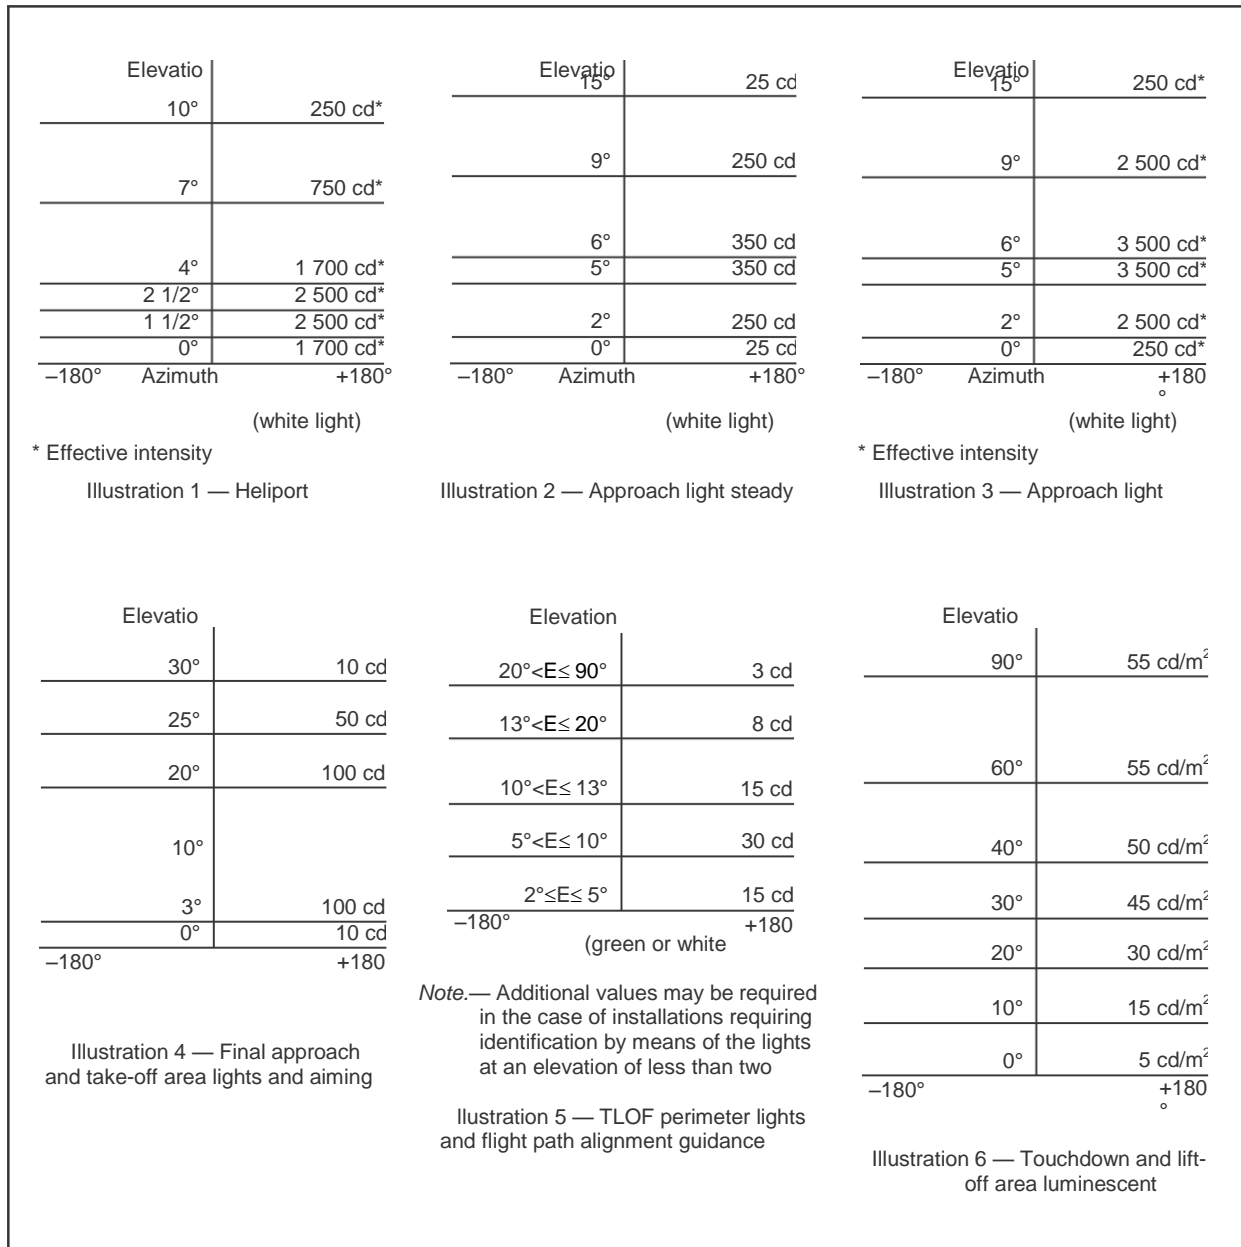 Elevatio
10° 250 cd*
7° 750 cd*
4° 1 700 cd*
2 1/2° 2 500 cd*
1 1/2° 2 500 cd*
0° 1 700 cd*
–180° Azimuth +180°
(white light)
* Effective intensity
Illustration 1 — Heliport
Elevatio
15° 25 cd
9° 250 cd
6° 350 cd
5° 350 cd
2° 250 cd
0° 25 cd
–180° Azimuth +180°
(white light)
Illustration 2 — Approach light steady
Elevatio
15° 250 cd*
9° 2 500 cd*
6° 3 500 cd*
5° 3 500 cd*
2° 2 500 cd*
0° 250 cd*
–180° Azimuth +180
°
(white light)
* Effective intensity
Illustration 3 — Approach light
Elevatio
30° 10 cd
25° 50 cd
20° 100 cd
10°
3° 100 cd
0° 10 cd
–180° +180
Illustration 4 — Final approach
and take-off area lights and aiming
Elevation
20°<E≤ 90° 3 cd
13°<E≤ 20° 8 cd
10°<E≤ 13° 15 cd
5°<E≤ 10° 30 cd
2°≤E≤ 5° 15 cd
–180° +180
(green or white
Note.— Additional values may be required
in the case of installations requiring
identification by means of the lights
at an elevation of less than two
Illustration 5 — TLOF perimeter lights
and flight path alignment guidance
Elevatio
90° 55 cd/m²
60° 55 cd/m²
40° 50 cd/m²
30° 45 cd/m²
20° 30 cd/m²
10° 15 cd/m²
0° 5 cd/m²
–180° +180
°
Illustration 6 — Touchdown and lift-
off area luminescent